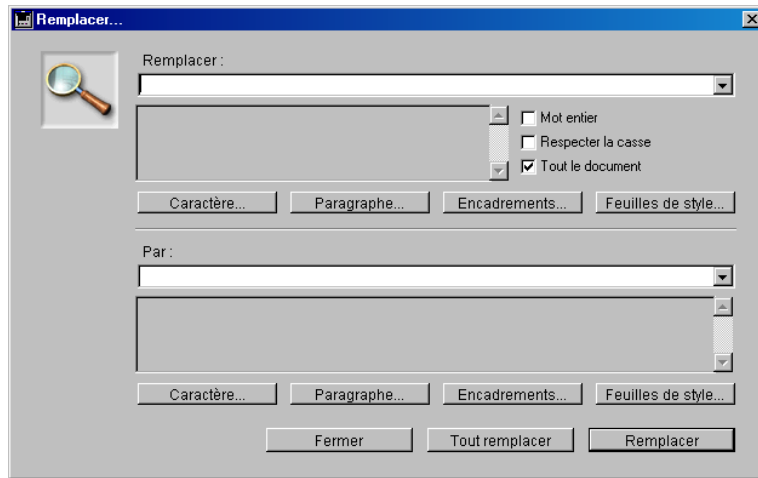 Remplacer...
Remplacer :
Mot entier
Respecter la casse
Tout le document
Caractère... Paragraphe... Encadrements... Feuilles de style...
Par :
Caractère... Paragraphe... Encadrements... Feuilles de style...
Fermer Tout remplacer Remplacer